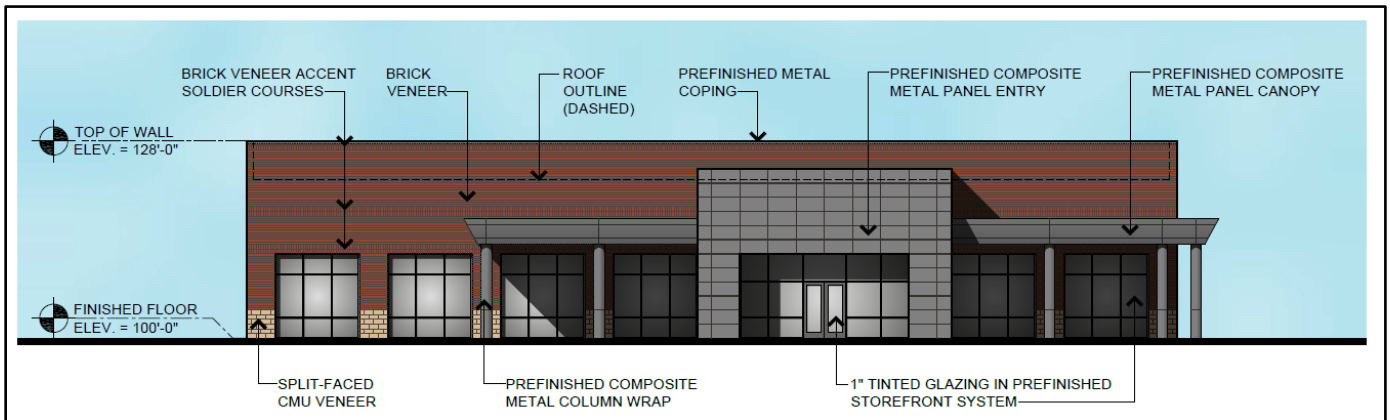 BRICK VENEER ACCENT
SOLDIER COURSES
BRICK
VENEER
ROOF
OUTLINE
(DASHED)
PREFINISHED METAL
COPING
PREFINISHED COMPOSITE
METAL PANEL ENTRY
PREFINISHED COMPOSITE
METAL PANEL CANOPY
TOP OF WALL
ELEV. = 128'-0"
FINISHED FLOOR
ELEV. = 100'-0"
SPLIT-FACED
CMU VENEER
PREFINISHED COMPOSITE
METAL COLUMN WRAP
1" TINTED GLAZING IN PREFINISHED
STOREFRONT SYSTEM